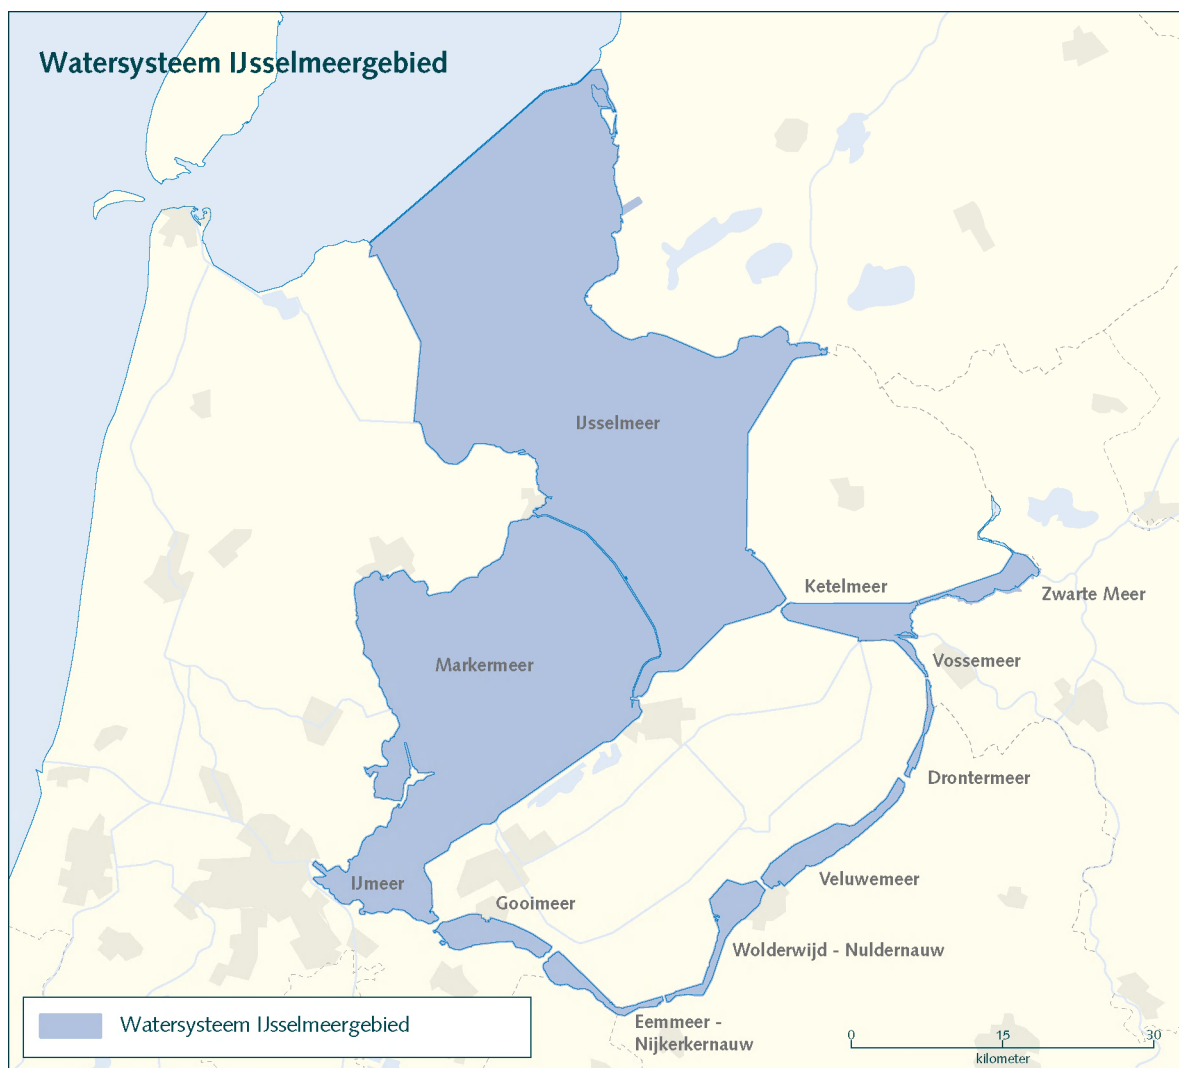 Watersysteem IJsselmeergebied
IJsselmeer
Ketelmeer
Zwarte Meer
Markermeer
Vossemeer
Drontermeer
Veluwemeer
IJmeer
Gooimeer
Wolderwijd - Nuldernauw
Eemmeer -
Nijkerkernauw
Watersysteem IJsselmeergebied
0 15 30
kilometer